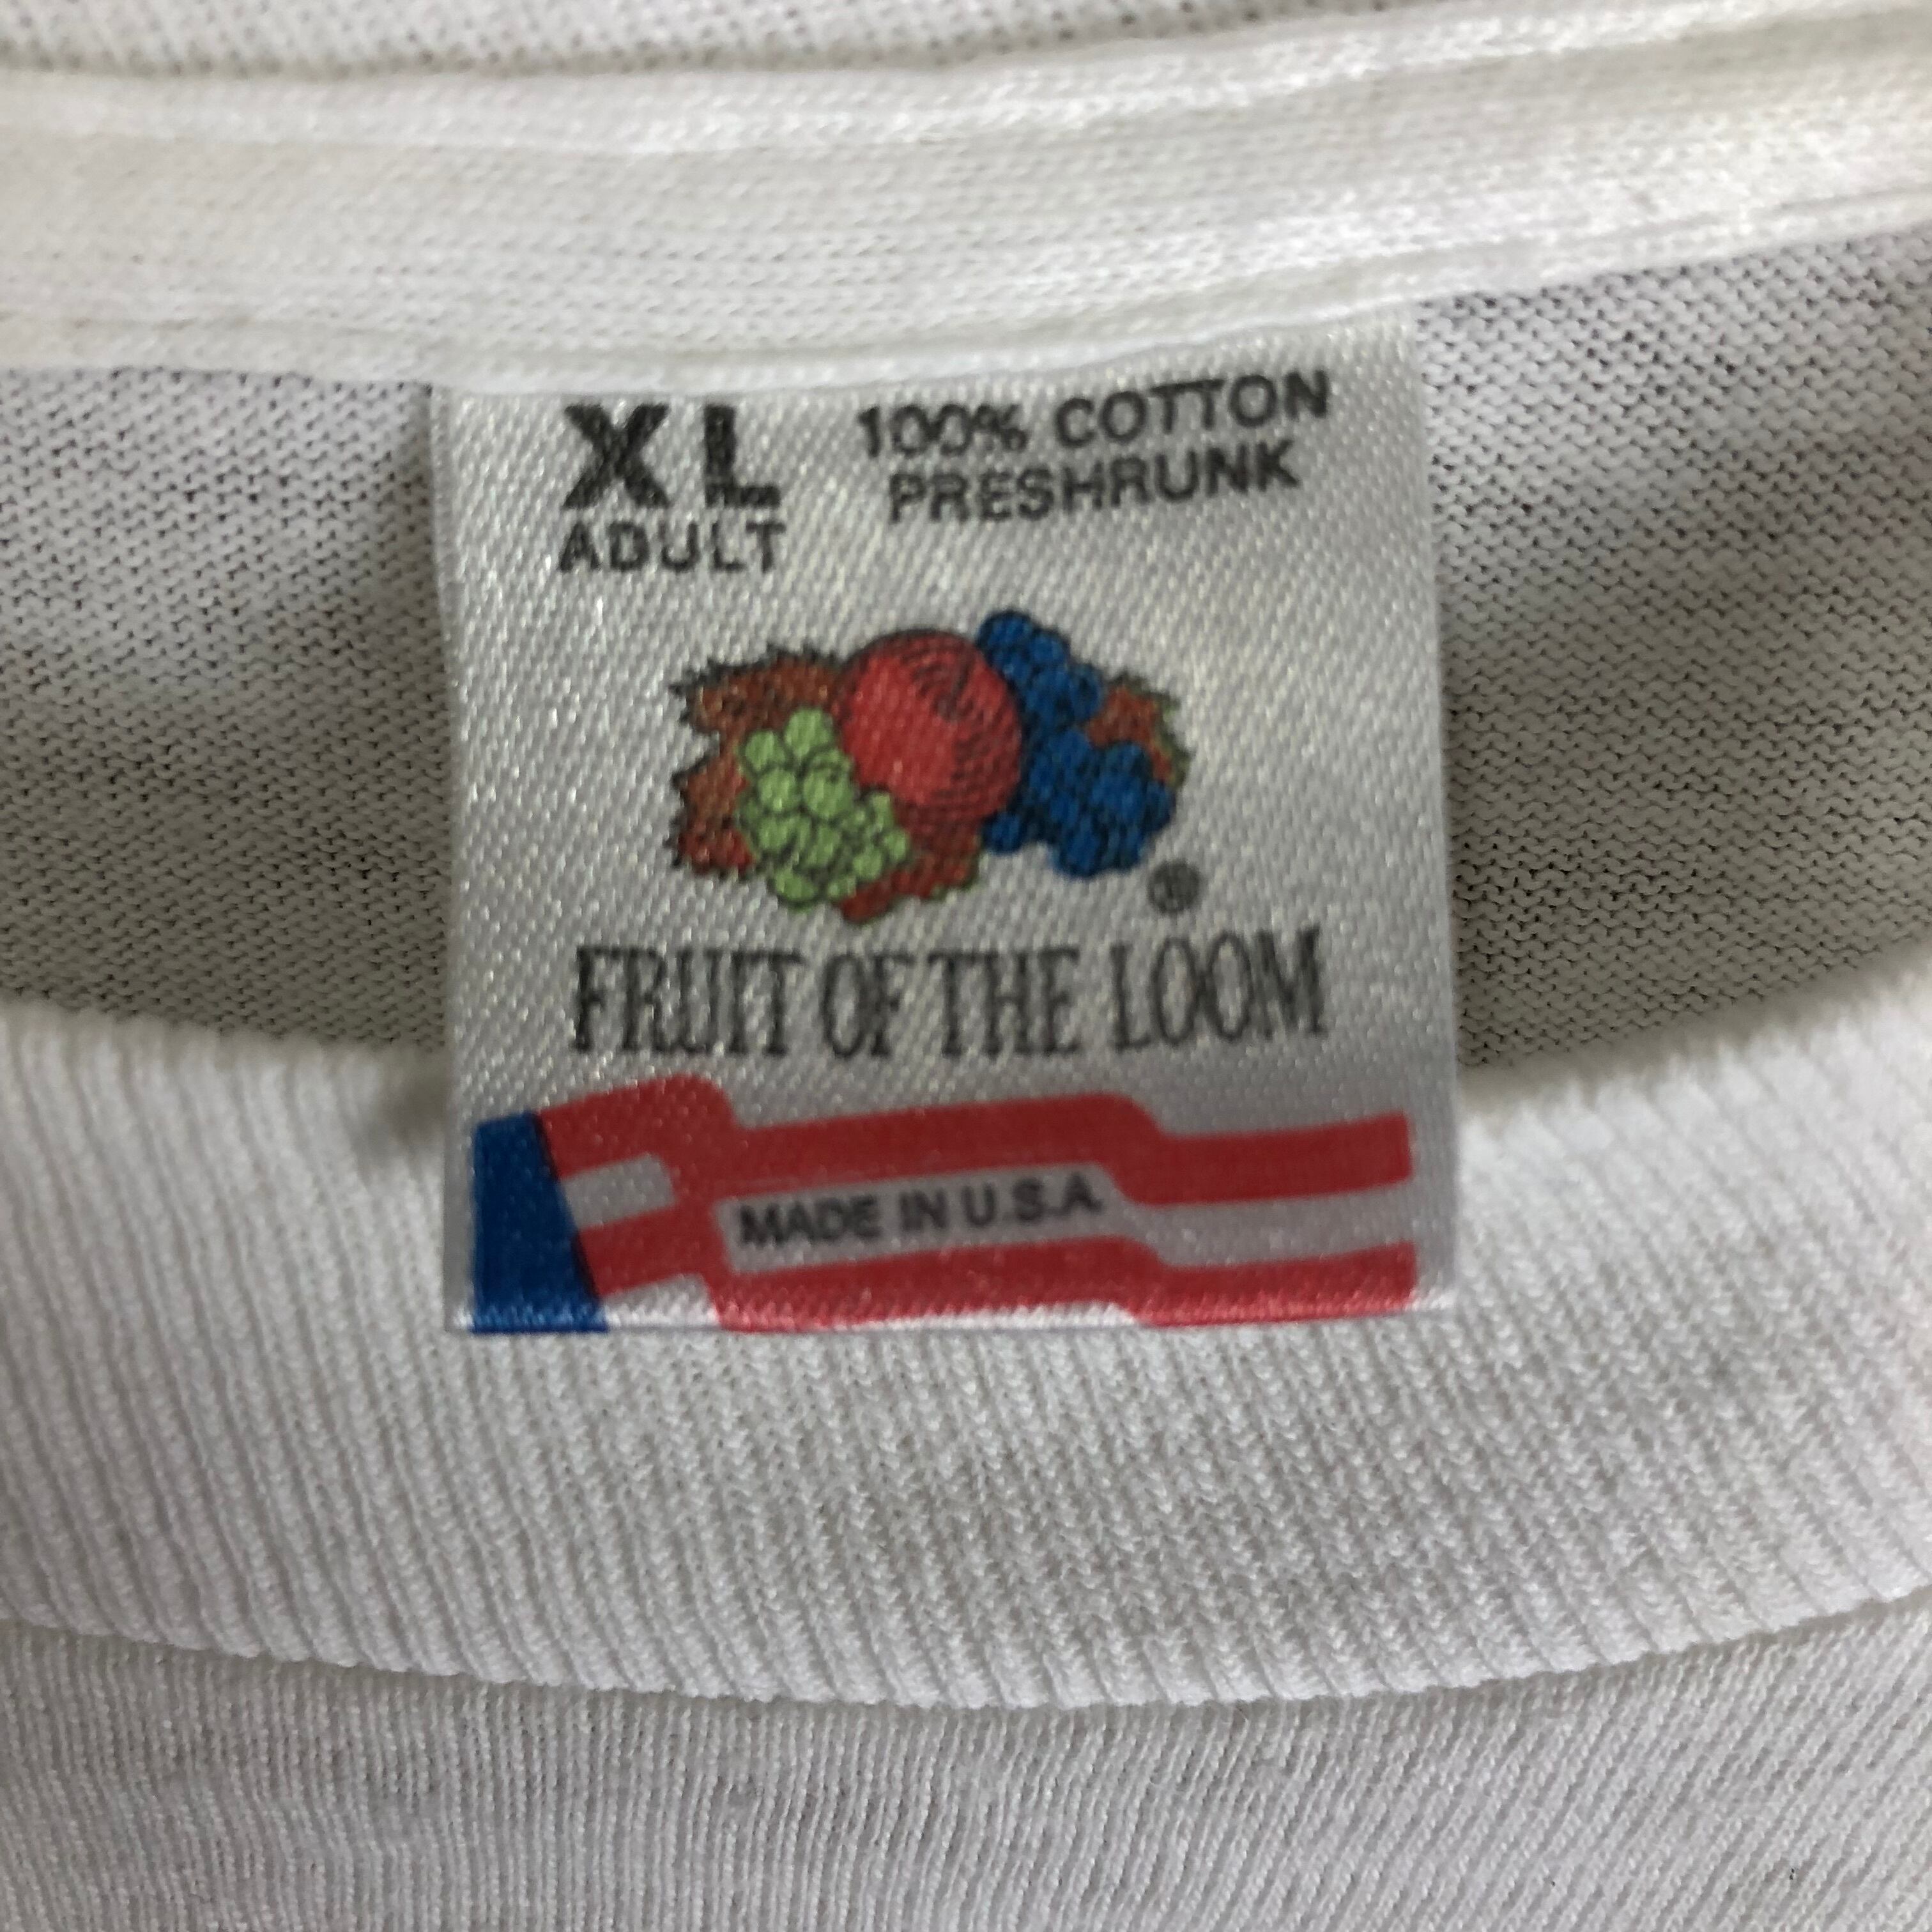 XL
ADULT
100% COTTON
PRESHRUNK
®
FRUIT OF THE LOOM
MADE IN U.S.A.